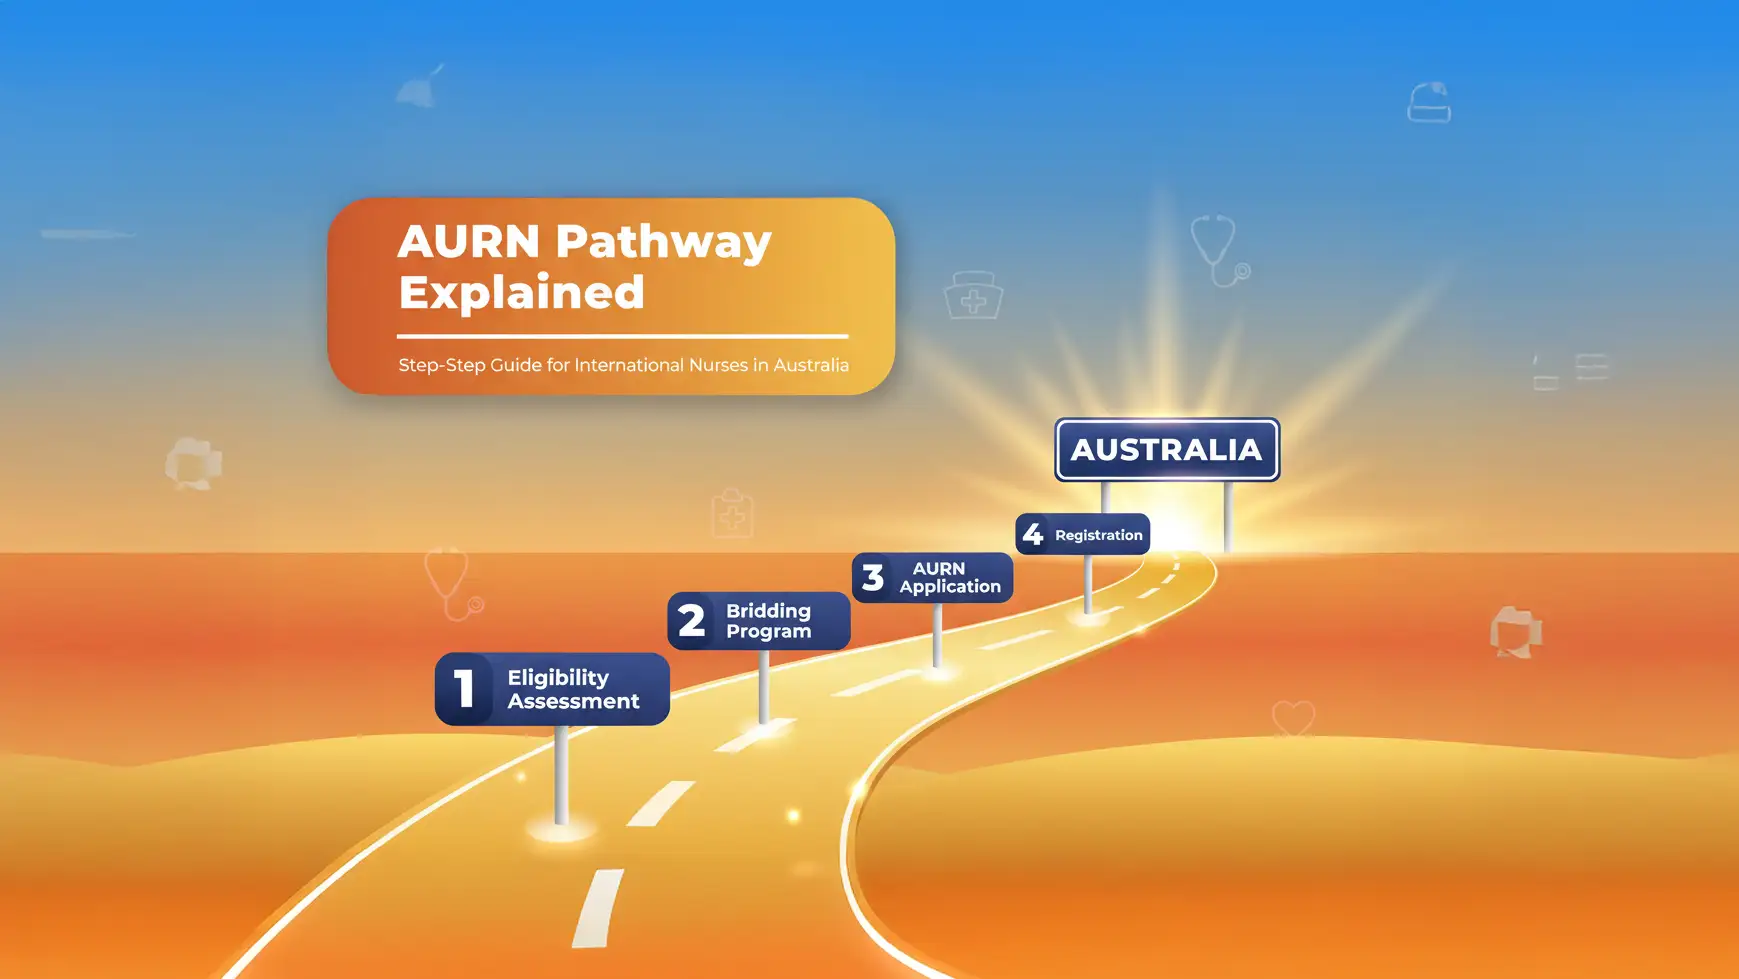 AURN Pathway
Explained
Step-Step Guide for International Nurses in Australia
AUSTRALIA
4 Registration
3 AURN
Application
2 Bridding
Program
1 Eligibility
Assessment